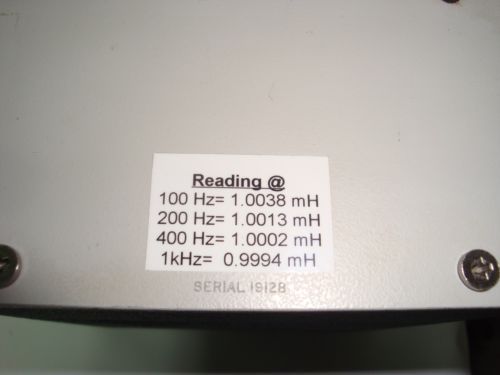 Reading @
100 Hz= 1.0038 mH
200 Hz= 1.0013 mH
400 Hz= 1.0002 mH
1kHz= 0.9994 mH
SERIAL 19128